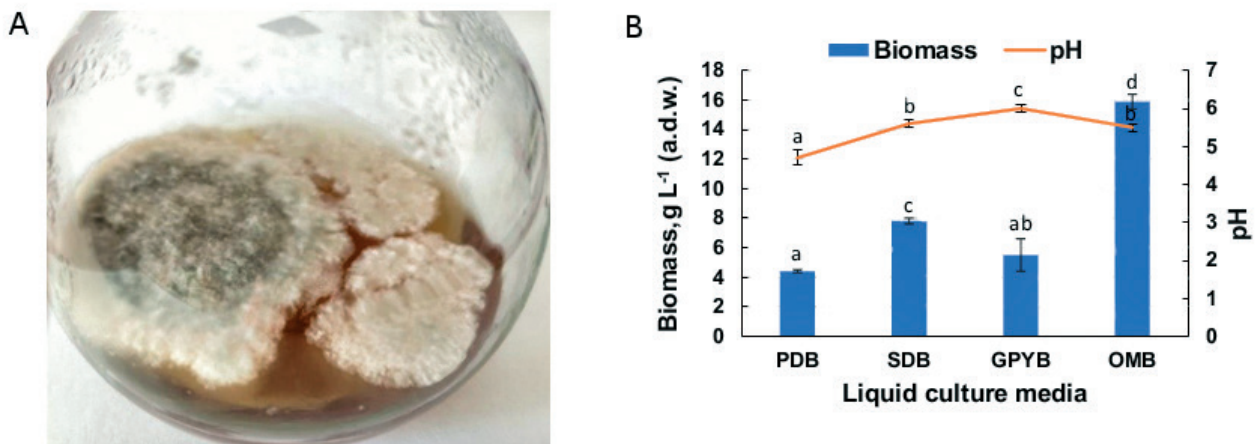 A
B
Biomass
pH
18
16
14
12
10
8
6
4
2
0
Biomass, g L⁻¹ (a.d.w.)
a
b
c
d
b
a
c
ab
7
6
5
4
3
2
1
0
pH
PDB
SDB
GPYB
OMB
Liquid culture media